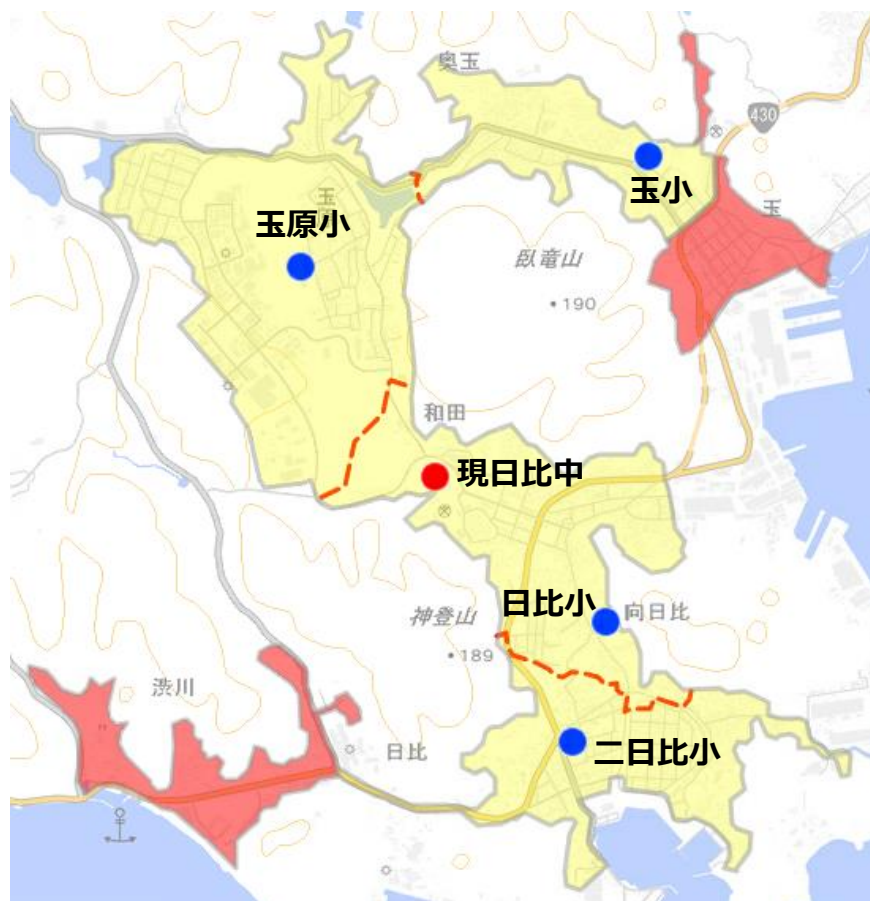 奥玉
430
玉小
玉
玉原小
臥竜山
190
和田
現日比中
日比小
向日比
神登山
189
渋川
日比
二日比小